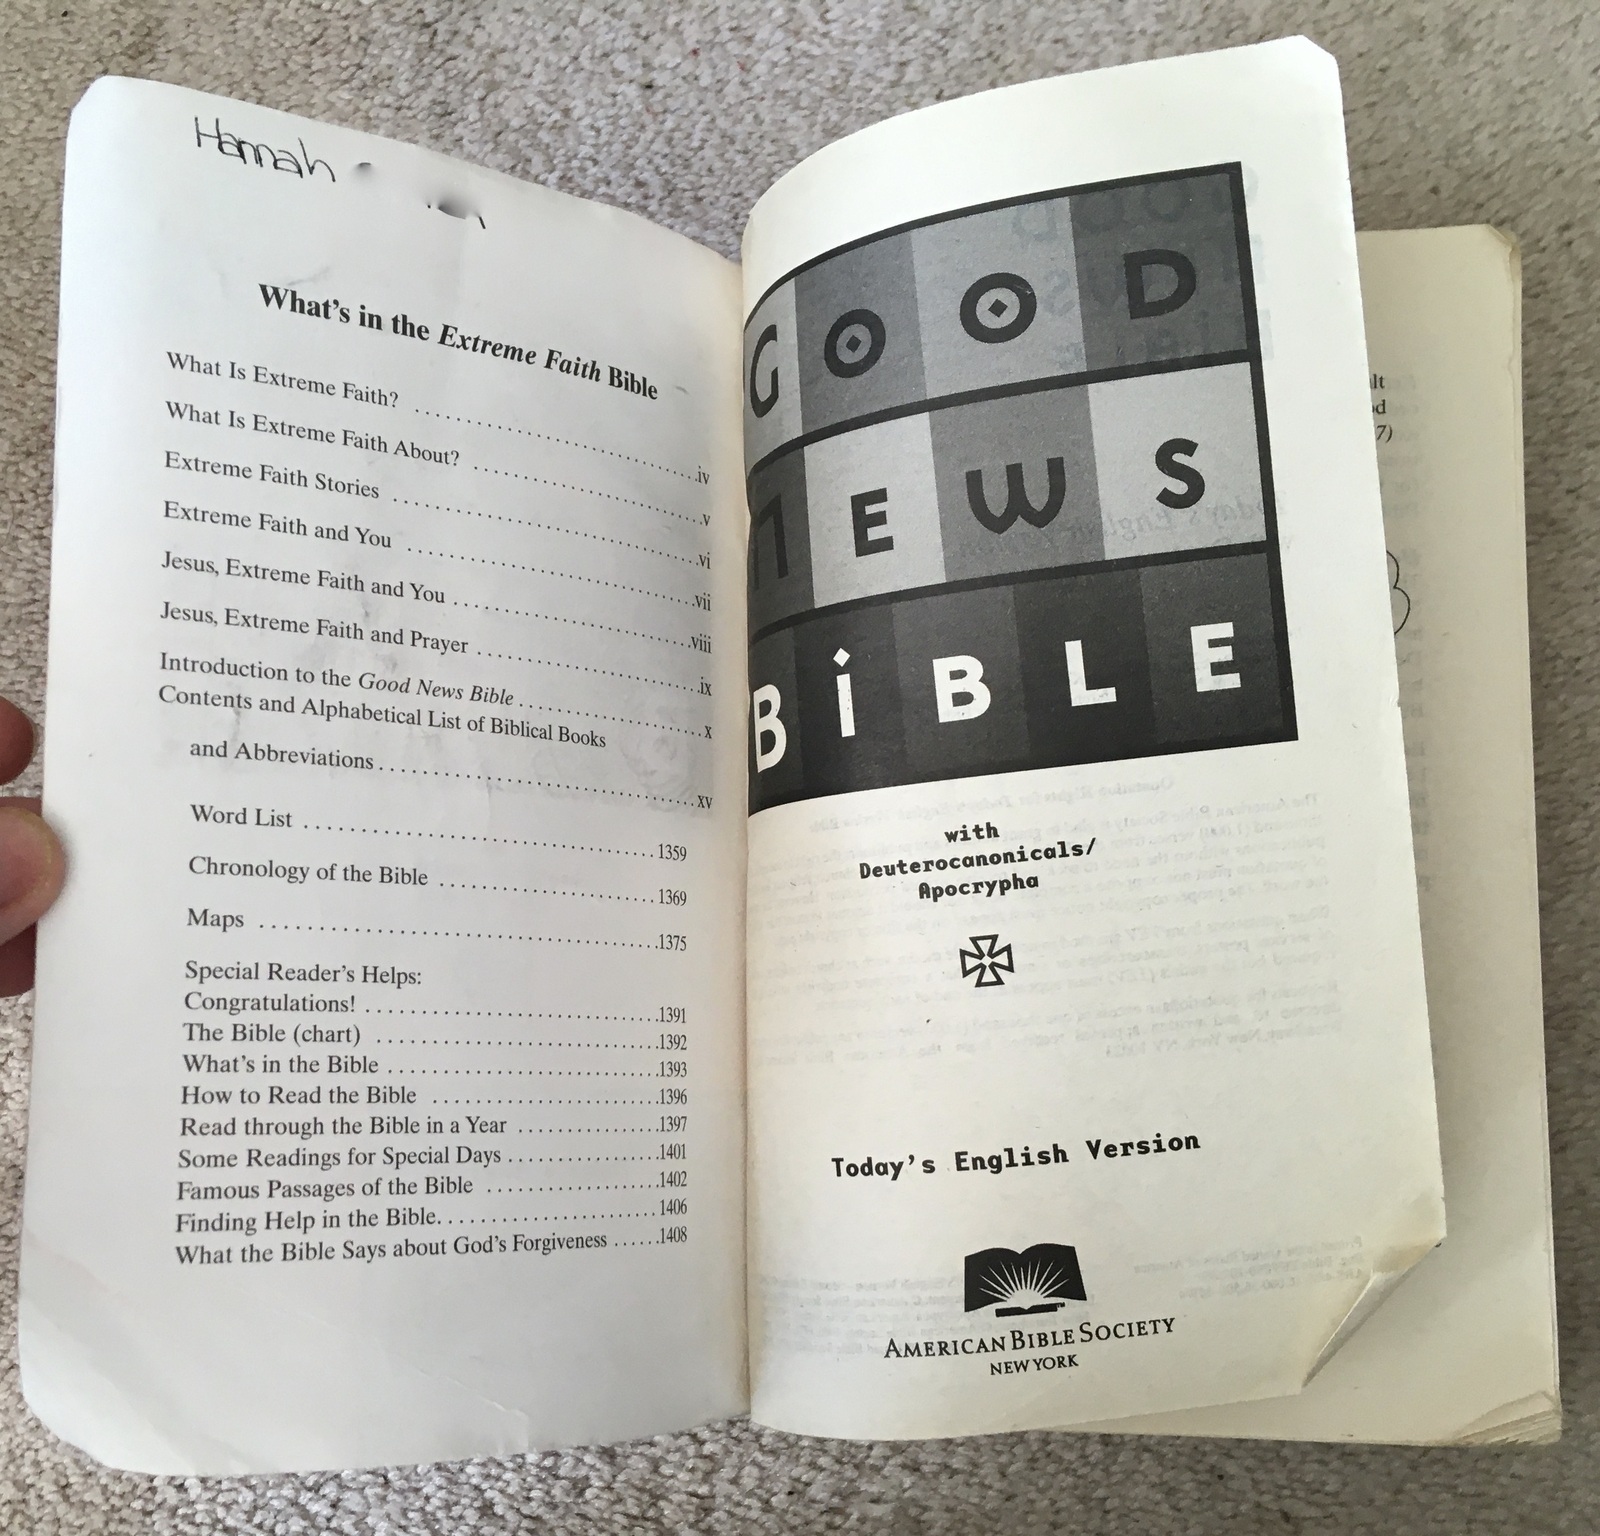 Hannah
What's in the Extreme Faith Bible
What Is Extreme Faith? ........................ iv
What Is Extreme Faith About? ........................ v
Extreme Faith Stories ........................ vi
Extreme Faith and You ........................ vii
Jesus, Extreme Faith and You ........................ viii
Jesus, Extreme Faith and Prayer ........................ ix
Introduction to the Good News Bible ........................ x
Contents and Alphabetical List of Biblical Books
and Abbreviations ........................ xv
Word List ........................ 1359
Chronology of the Bible ........................ 1369
Maps ........................ 1375
Special Reader's Helps:
Congratulations! ........................ 1391
The Bible (chart) ........................ 1392
What's in the Bible ........................ 1393
How to Read the Bible ........................ 1396
Read through the Bible in a Year ........................ 1397
Some Readings for Special Days ........................ 1401
Famous Passages of the Bible ........................ 1402
Finding Help in the Bible ........................ 1406
What the Bible Says about God's Forgiveness ...... 1408
GOOD
NEWS
BiBLE
with
Deuterocanonicals/
Apocrypha
Today's English Version
AMERICAN BIBLE SOCIETY
NEW YORK
7)